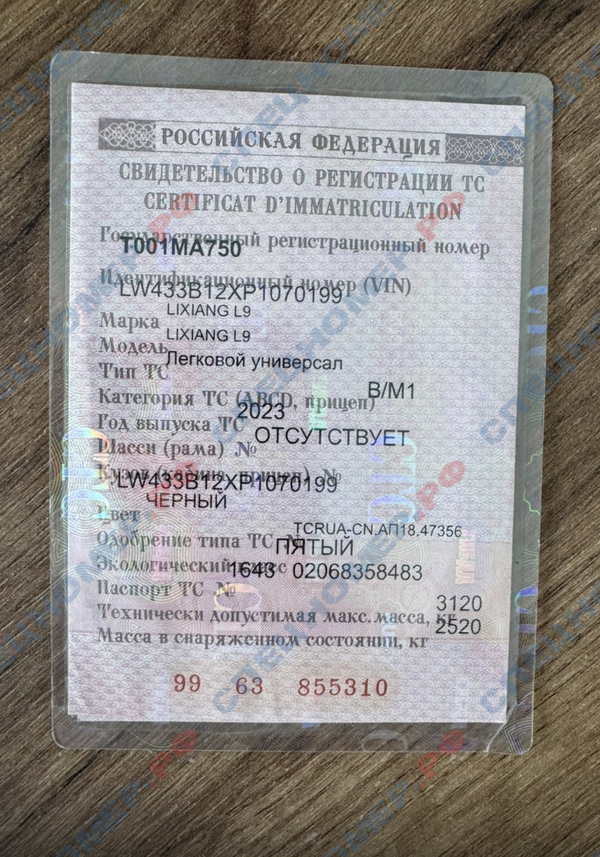 РОССИЙСКАЯ ФЕДЕРАЦИЯ
СВИДЕТЕЛЬСТВО О РЕГИСТРАЦИИ ТС
CERTIFICAT D'IMMATRICULATION
Государственный регистрационный номер
Т001МА750
Идентификационный номер (VIN)
LW433B12XP1070199
Марка LIXIANG L9
Модель LIXIANG L9
Тип ТС Легковой универсал
Категория ТС (ABCD, прицеп) B/M1
Год выпуска ТС 2023
Шасси (рама) № ОТСУТСТВУЕТ
Кузов (кабина, прицеп) №
LW433B12XP1070199
Цвет ЧЕРНЫЙ
Одобрение типа ТС № TCRUA-CN.АП18.47356
Экологический класс ПЯТЫЙ
Паспорт ТС № 1643 02068358483
Технически допустимая макс. масса, кг 3120
Масса в снаряженном состоянии, кг 2520
99 63 855310
СПЕЦНОМЕР.РФ